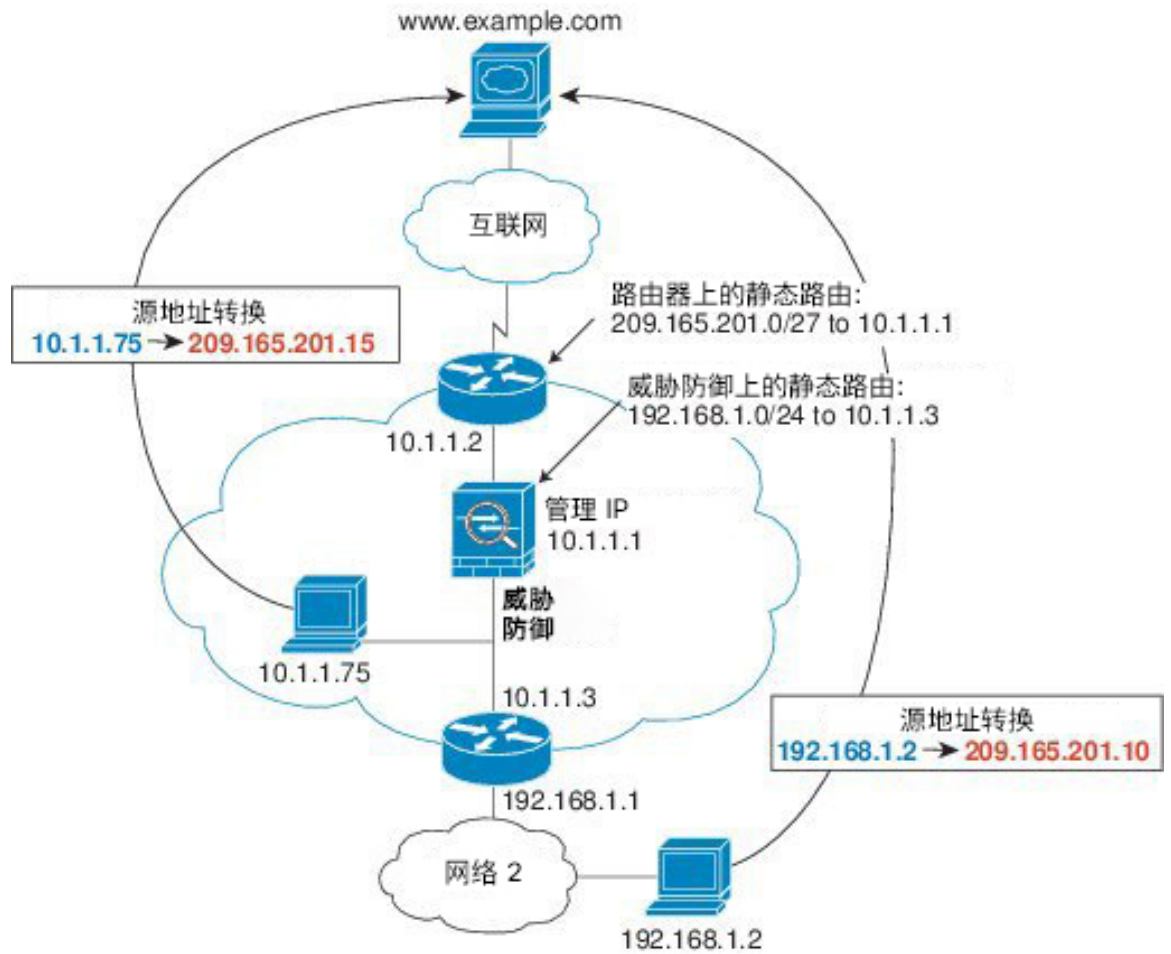 www.example.com
互联网
源地址转换
10.1.1.75 → 209.165.201.15
路由器上的静态路由:
209.165.201.0/27 to 10.1.1.1
威胁防御上的静态路由:
192.168.1.0/24 to 10.1.1.3
10.1.1.2
管理 IP
10.1.1.1
威胁
防御
10.1.1.75
10.1.1.3
源地址转换
192.168.1.2 → 209.165.201.10
192.168.1.1
网络 2
192.168.1.2